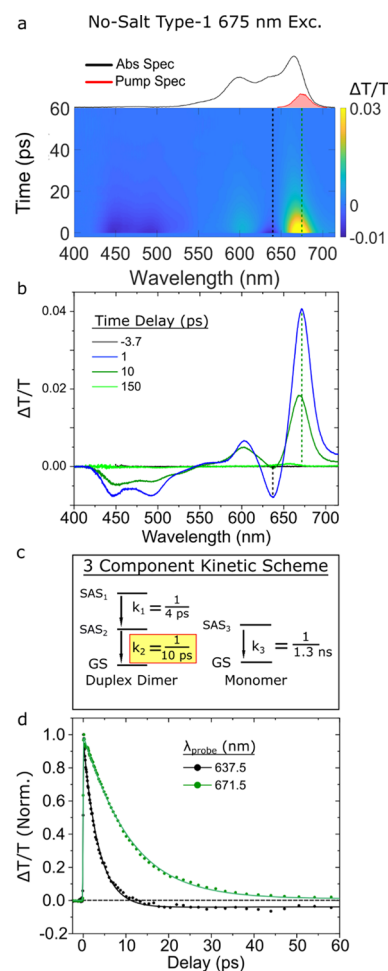 No-Salt Type-1 675 nm Exc.
a
Abs Spec
Pump Spec
ΔT/T
0.03
0
-0.01
60
40
20
0
Time (ps)
400 450 500 550 600 650 700
Wavelength (nm)
b
Time Delay (ps)
-3.7
1
10
150
0.04
0.02
0.00
ΔT/T
400 450 500 550 600 650 700
Wavelength (nm)
c
3 Component Kinetic Scheme
SAS₁
k₁ = 1/4 ps
SAS₂
k₂ = 1/10 ps
GS
Duplex Dimer
SAS₃
k₃ = 1/1.3 ns
GS
Monomer
d
λprobe (nm)
637.5
671.5
1.0
0.8
0.6
0.4
0.2
0.0
-0.2
ΔT/T (Norm.)
0 10 20 30 40 50 60
Delay (ps)